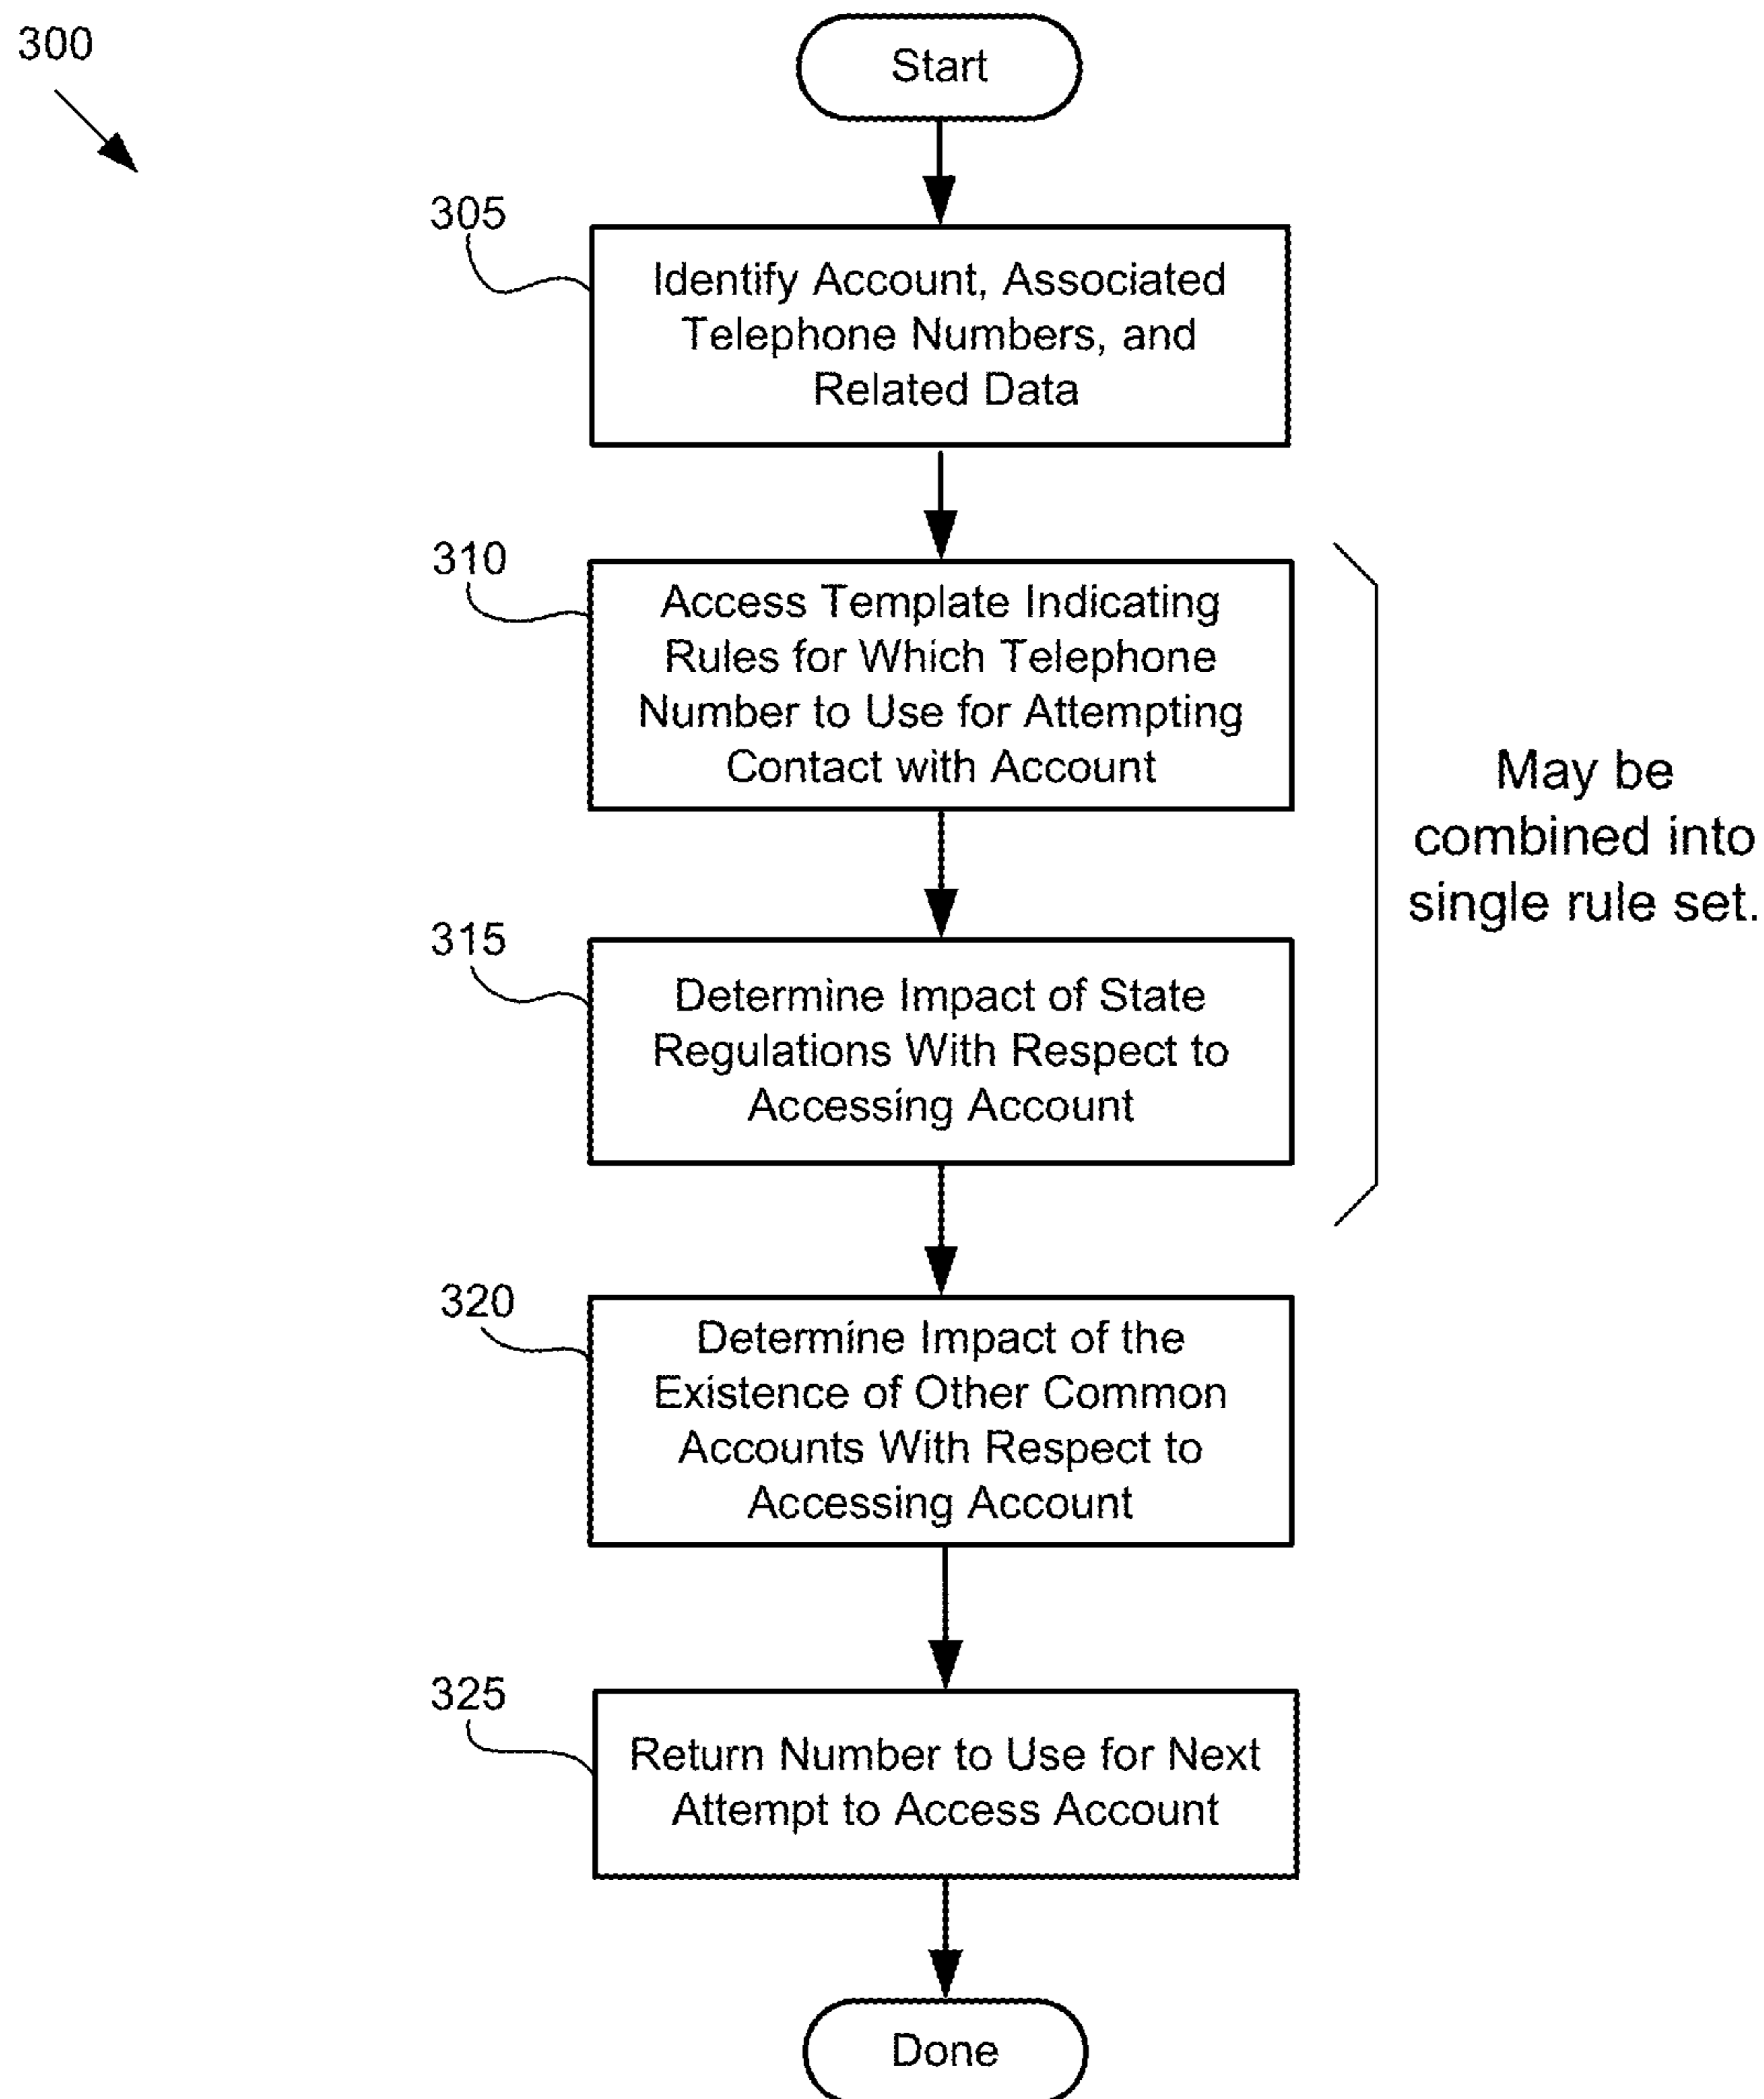 300
Start
305
Identify Account, Associated
Telephone Numbers, and
Related Data
310
Access Template Indicating
Rules for Which Telephone
Number to Use for Attempting
Contact with Account
May be
combined into
single rule set.
315
Determine Impact of State
Regulations With Respect to
Accessing Account
320
Determine Impact of the
Existence of Other Common
Accounts With Respect to
Accessing Account
325
Return Number to Use for Next
Attempt to Access Account
Done